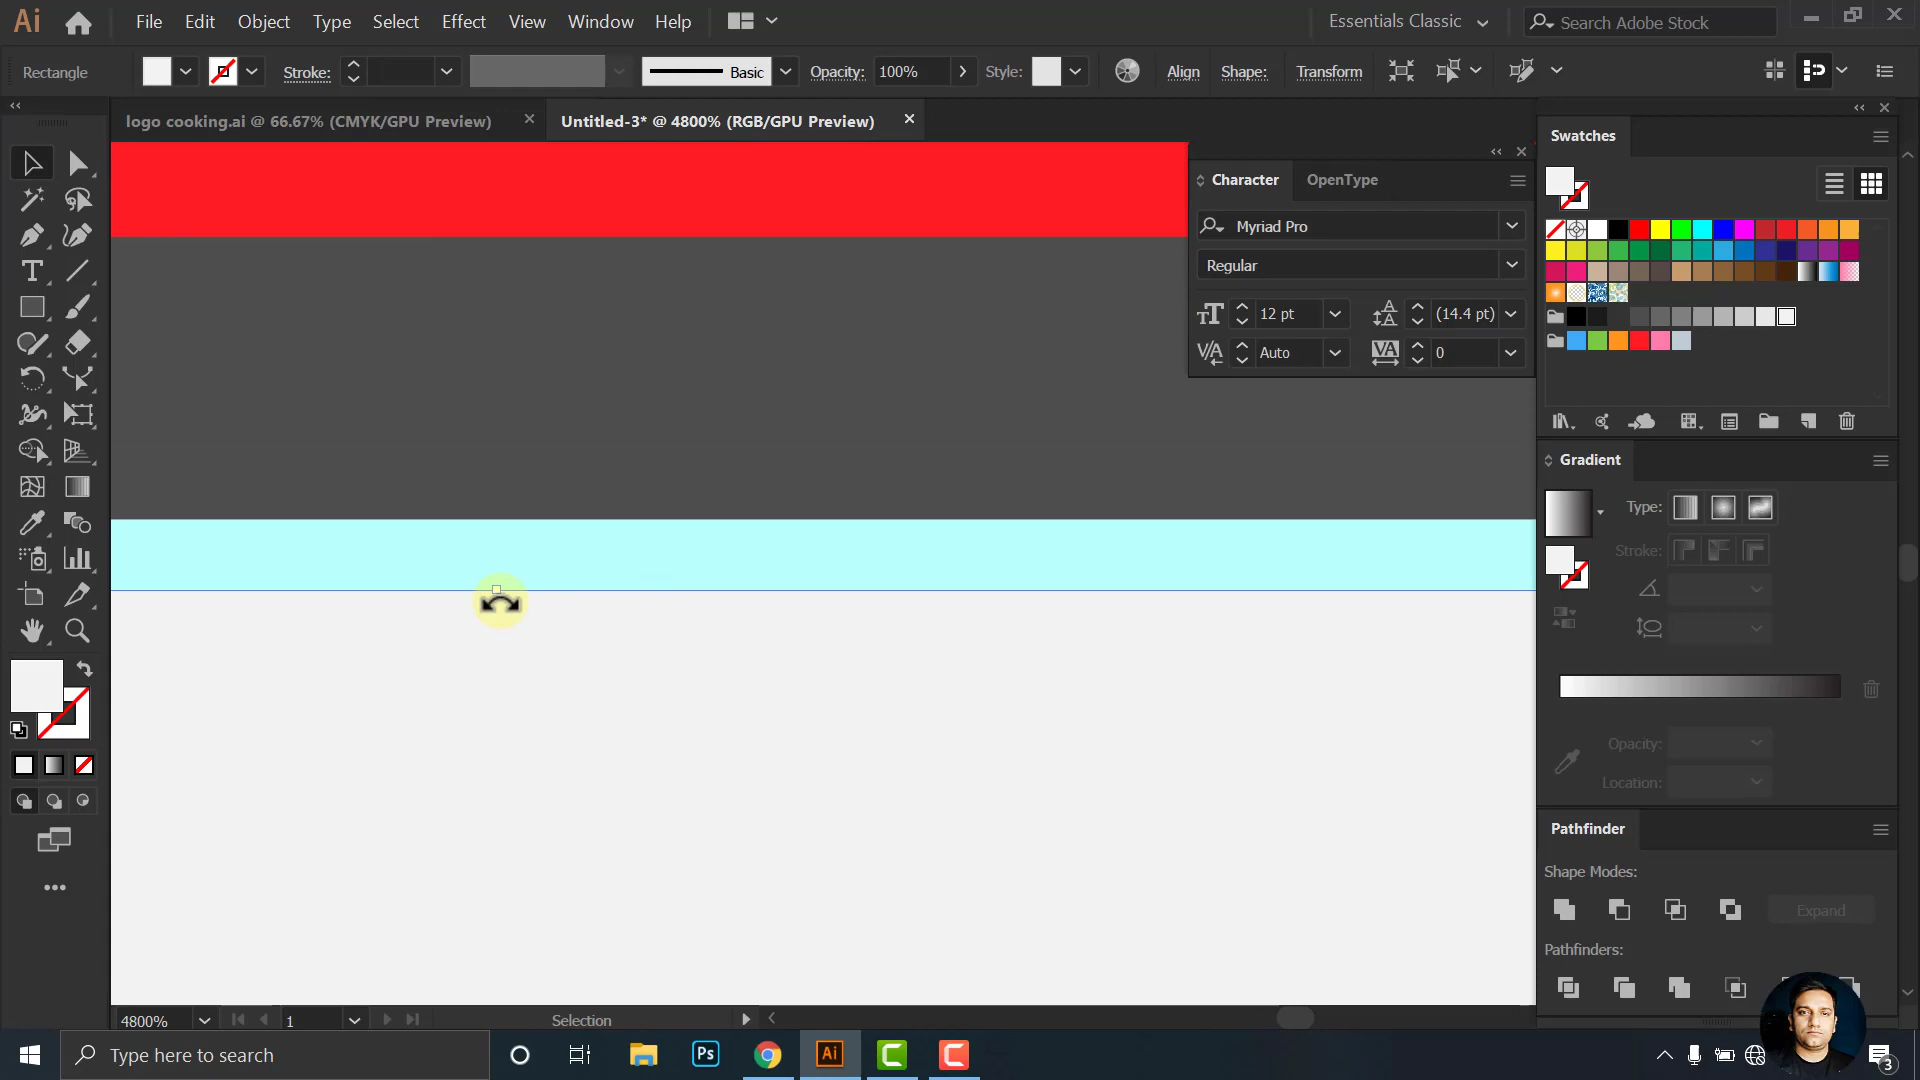 Ai File Edit Object Type Select Effect View Window Help Essentials Classic Search Adobe Stock
Rectangle Stroke: Basic Opacity: 100% Style: Align Shape: Transform
logo cooking.ai @ 66.67% (CMYK/GPU Preview) Untitled-3* @ 4800% (RGB/GPU Preview)
Swatches
Character OpenType
Myriad Pro
Regular
12 pt (14.4 pt)
Auto 0
Gradient
Type:
Stroke:
Opacity:
Location:
Pathfinder
Shape Modes:
Expand
Pathfinders:
4800% 1 Selection
Type here to search Ps Ai 3